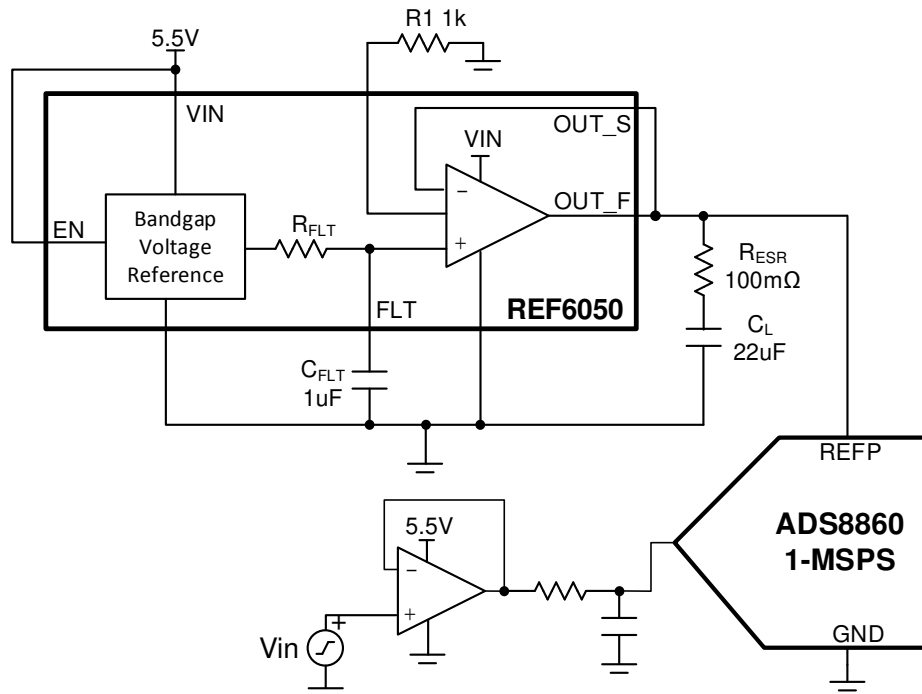 R1 1k
5.5V
VIN
OUT_S
VIN
OUT_F
EN
Bandgap
Voltage
Reference
RFLT
−
+
FLT
REF6050
RESR
100mΩ
CL
22uF
CFLT
1uF
REFP
ADS8860
1-MSPS
GND
5.5V
−
+
Vin
+